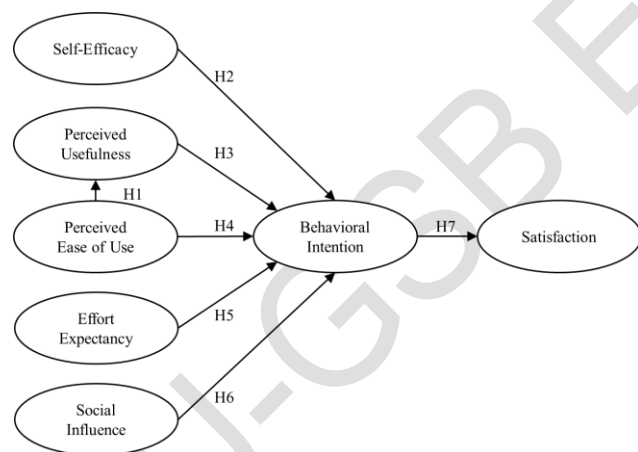 Self-Efficacy
H2
Perceived
Usefulness
H3
H1
Perceived
Ease of Use
H4
Behavioral
Intention
H7
Satisfaction
Effort
Expectancy
H5
Social
Influence
H6
J-GSB E